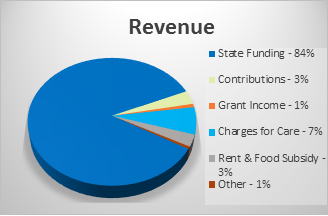 Revenue
State Funding - 84%
Contributions - 3%
Grant Income - 1%
Charges for Care - 7%
Rent & Food Subsidy -
3%
Other - 1%